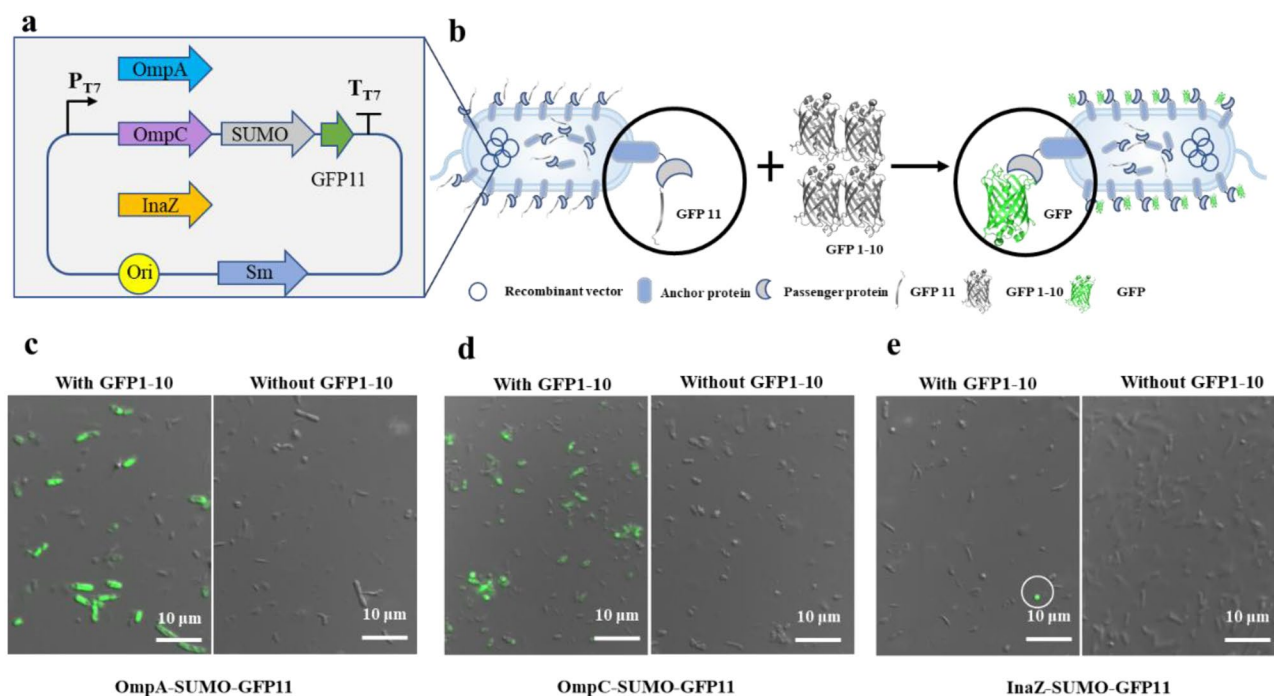 a
OmpA
P T7
T T7
OmpC
SUMO
GFP11
InaZ
Ori
Sm
b
GFP 11
GFP 1-10
GFP
Recombinant vector
Anchor protein
Passenger protein
GFP 11
GFP 1-10
GFP
c
With GFP1-10
Without GFP1-10
10 μm
10 μm
OmpA-SUMO-GFP11
d
With GFP1-10
Without GFP1-10
10 μm
10 μm
OmpC-SUMO-GFP11
e
With GFP1-10
Without GFP1-10
10 μm
10 μm
InaZ-SUMO-GFP11